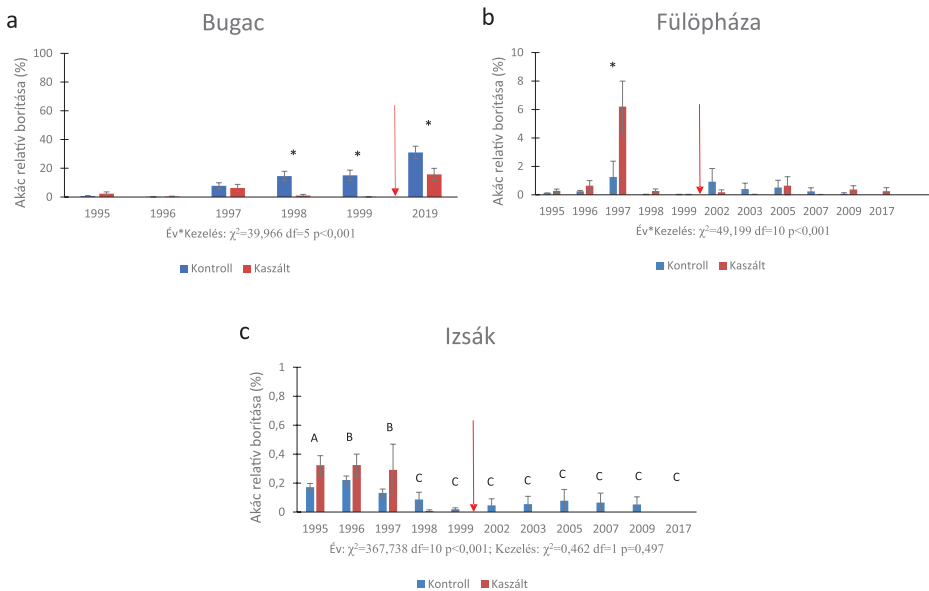 a
Bugac
Akác relatív borítása (%)
100
80
60
40
20
0
* * *
1995 1996 1997 1998 1999 2019
Év*Kezelés: χ²=39,966 df=5 p<0,001
Kontroll Kaszált
b
Fülöpháza
Akác relatív borítása (%)
10
8
6
4
2
0
*
1995 1996 1997 1998 1999 2002 2003 2005 2007 2009 2017
Év*Kezelés: χ²=49,199 df=10 p<0,001
Kontroll Kaszált
c
Izsák
Akác relatív borítása (%)
1
0,8
0,6
0,4
0,2
0
A B B C C C C C C C C
1995 1996 1997 1998 1999 2002 2003 2005 2007 2009 2017
Év: χ²=367,738 df=10 p<0,001; Kezelés: χ²=0,462 df=1 p=0,497
Kontroll Kaszált